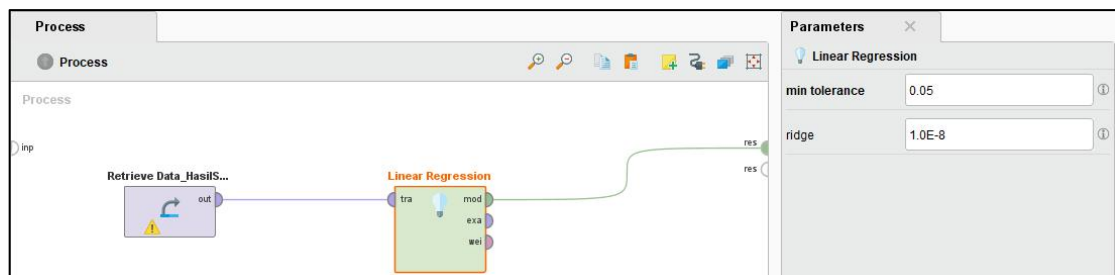 Process
Process
Process
inp
Retrieve Data_HasilS...
out
Linear Regression
tra
mod
exa
wei
res
res
Parameters
Linear Regression
min tolerance
0.05
ridge
1.0E-8